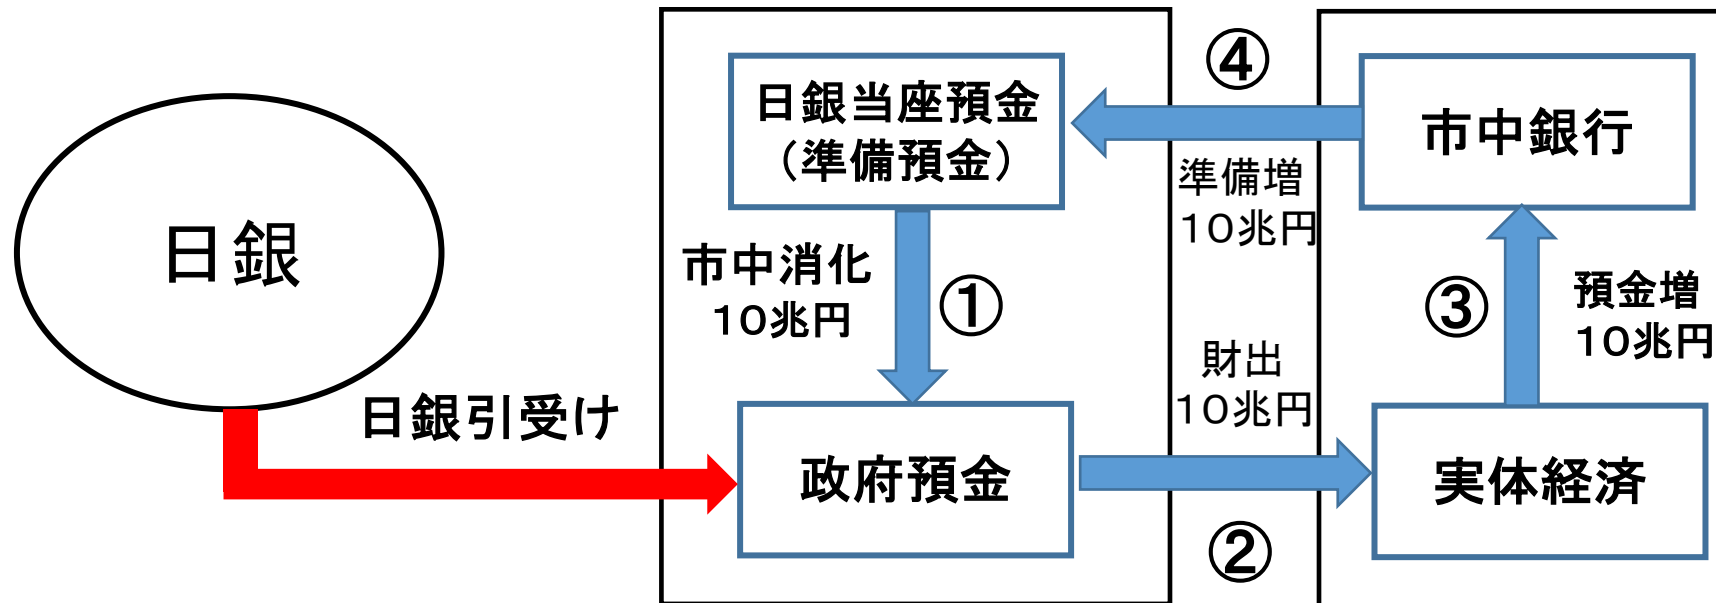 日銀
日銀引受け
日銀当座預金
（準備預金）
市中消化
10兆円
①
政府預金
④
準備増
10兆円
財出
10兆円
②
市中銀行
③
預金増
10兆円
実体経済